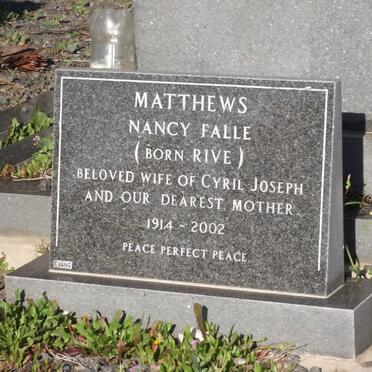 MATTHEWS
NANCY FALLE
(BORN RIVE)
BELOVED WIFE OF CYRIL JOSEPH
AND OUR DEAREST MOTHER
1914 - 2002
PEACE PERFECT PEACE
EVANS